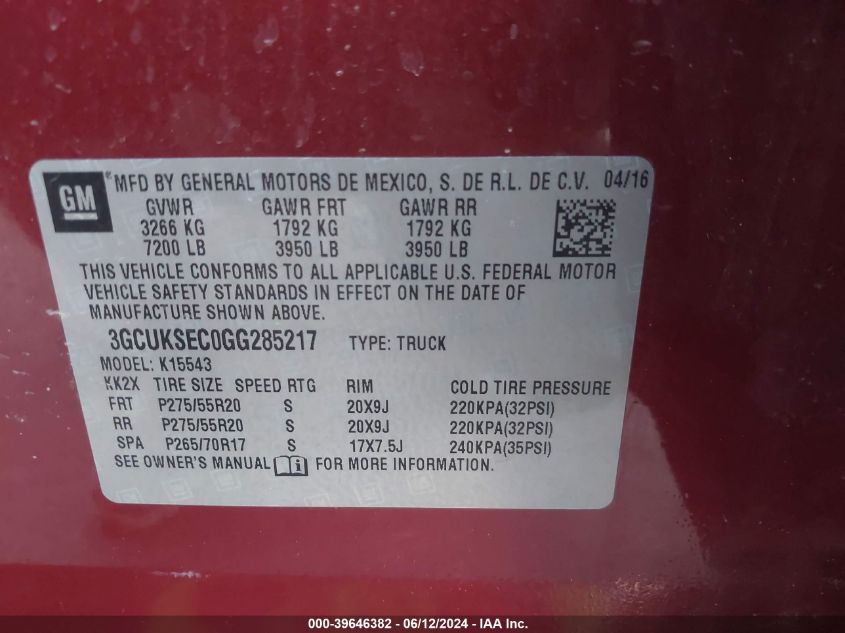 GM
MFD BY GENERAL MOTORS DE MEXICO, S. DE R.L. DE C.V. 04/16
GVWR GAWR FRT GAWR RR
3266 KG 1792 KG 1792 KG
7200 LB 3950 LB 3950 LB
THIS VEHICLE CONFORMS TO ALL APPLICABLE U.S. FEDERAL MOTOR
VEHICLE SAFETY STANDARDS IN EFFECT ON THE DATE OF
MANUFACTURE SHOWN ABOVE.
3GCUKSEC0GG285217 TYPE: TRUCK
MODEL: K15543
KK2X TIRE SIZE SPEED RTG RIM COLD TIRE PRESSURE
FRT P275/55R20 S 20X9J 220KPA(32PSI)
RR P275/55R20 S 20X9J 220KPA(32PSI)
SPA P265/70R17 S 17X7.5J 240KPA(35PSI)
SEE OWNER'S MANUAL FOR MORE INFORMATION.
000-39646382 - 06/12/2024 - IAA Inc.